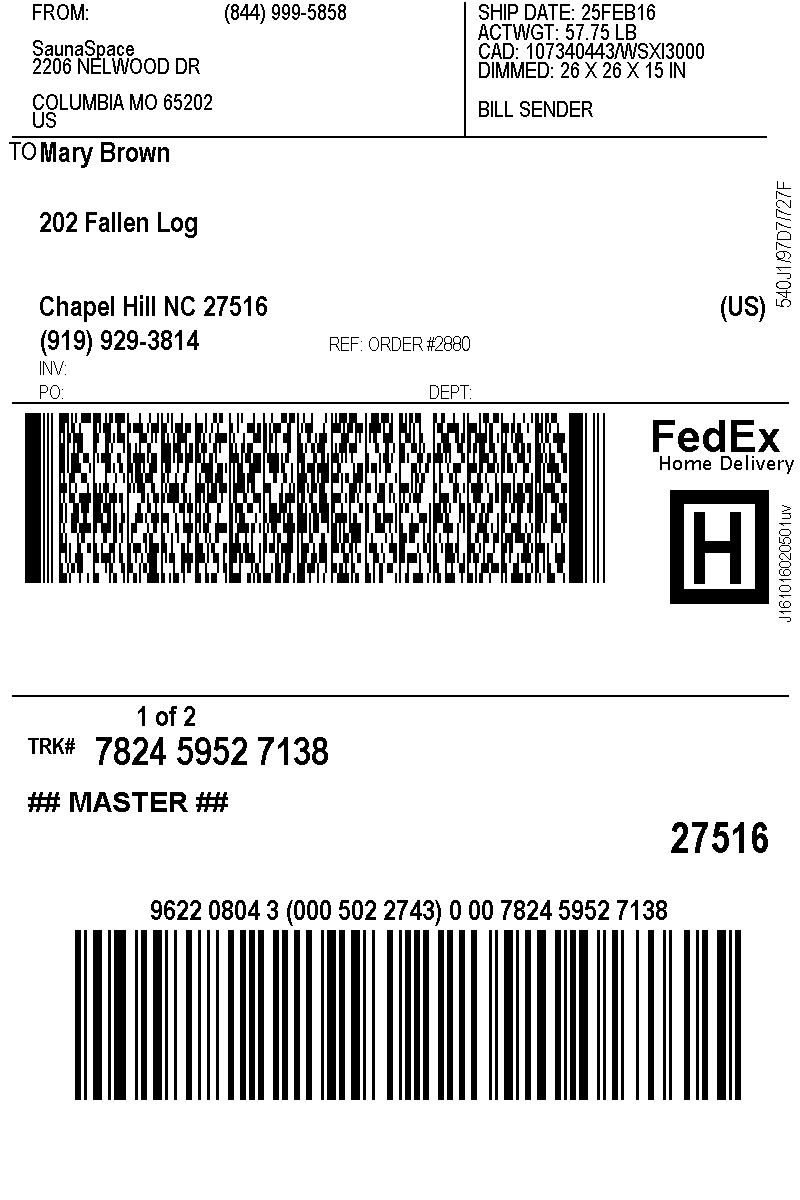 FROM: (844) 999-5858
SaunaSpace
2206 NELWOOD DR
COLUMBIA MO 65202
US
SHIP DATE: 25FEB16
ACTWGT: 57.75 LB
CAD: 107340443/WSXI3000
DIMMED: 26 X 26 X 15 IN
BILL SENDER
TO Mary Brown
202 Fallen Log
Chapel Hill NC 27516 (US)
(919) 929-3814 REF: ORDER #2880
INV:
PO: DEPT:
540J1/97D7/727F
FedEx
Home Delivery
H
J161016020501uv
1 of 2
TRK# 7824 5952 7138
## MASTER ##
27516
9622 0804 3 (000 502 2743) 0 00 7824 5952 7138